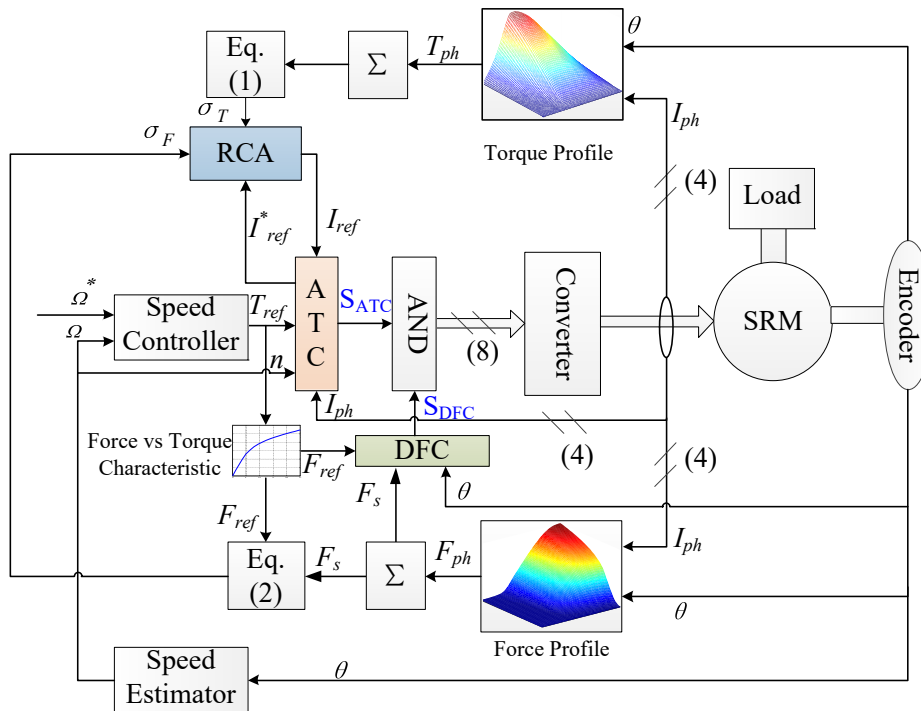 Eq.
(1)
Σ
T_ph
θ
σ_T
σ_F
RCA
I_ph
Torque Profile
(4)
Load
I*_ref
I_ref
Ω*
Ω
Speed
Controller
T_ref
n
A
T
C
S_ATC
AND
(8)
Converter
SRM
Encoder
I_ph
S_DFC
(4)
(4)
Force vs Torque
Characteristic
F_ref
DFC
F_s
θ
F_ref
Eq.
(2)
F_s
Σ
F_ph
I_ph
θ
Force Profile
Speed
Estimator
θ